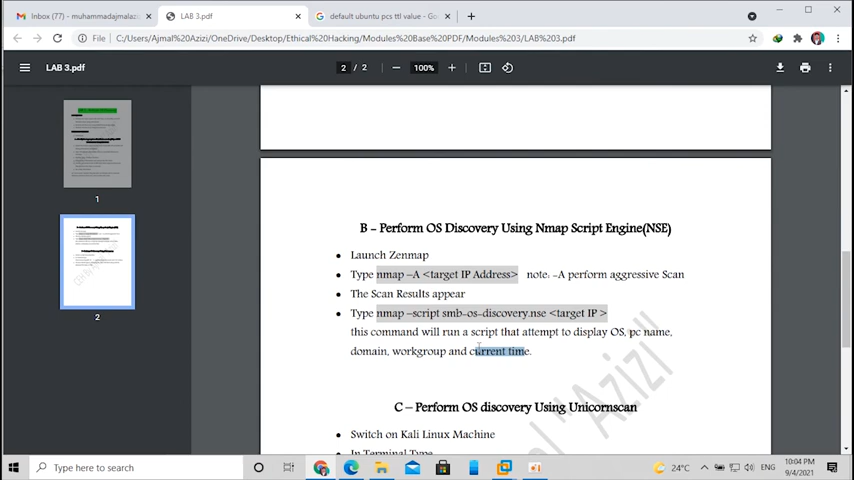 Inbox (77) - muhammadajmalaz
LAB 3.pdf
default ubuntu pcs ttl value - Go
File
C:/Users/Ajmal%20Azizi/OneDrive/Desktop/Ethical%20Hacking/Modules%20Base%20PDF/Modules%203/LAB%203.pdf
LAB 3.pdf
2 / 2
100%
1
2
B – Perform OS Discovery Using Nmap Script Engine(NSE)
Launch Zenmap
Type nmap –A <target IP Address> note: -A perform aggressive Scan
The Scan Results appear
Type nmap –script smb-os-discovery.nse <target IP >
this command will run a script that attempt to display OS, pc name,
domain, workgroup and current time.
C – Perform OS discovery Using Unicornscan
Switch on Kali Linux Machine
In Terminal Type
"Azizi"
Type here to search
24°C
ENG
10:04 PM
9/4/2021